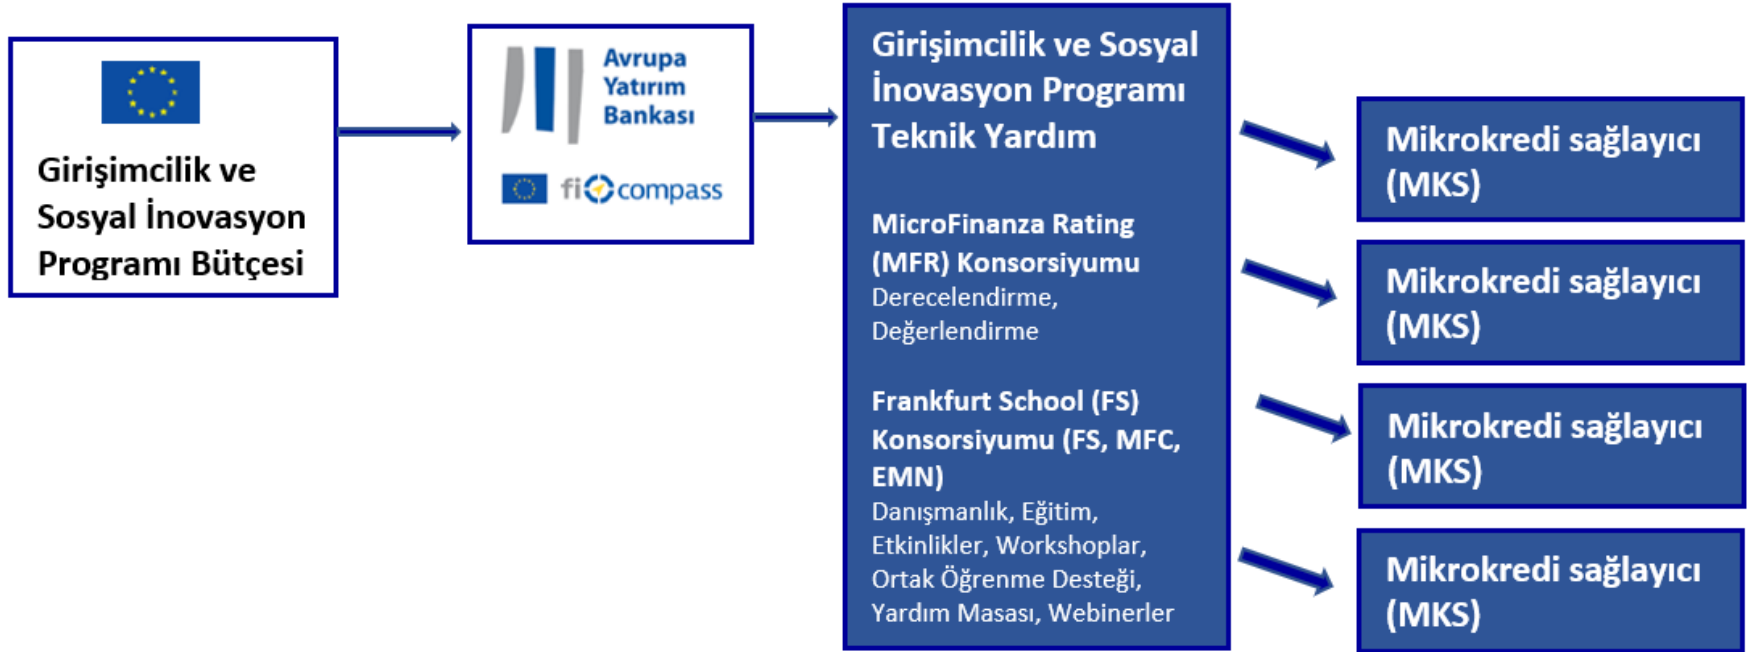 Girişimcilik ve
Sosyal İnovasyon
Programı Bütçesi
Avrupa
Yatırım
Bankası
fi compass
Girişimcilik ve Sosyal
İnovasyon Programı
Teknik Yardım
MicroFinanza Rating
(MFR) Konsorsiyumu
Derecelendirme,
Değerlendirme
Frankfurt School (FS)
Konsorsiyumu (FS, MFC,
EMN)
Danışmanlık, Eğitim,
Etkinlikler, Workshoplar,
Ortak Öğrenme Desteği,
Yardım Masası, Webinerler
Mikrokredi sağlayıcı
(MKS)
Mikrokredi sağlayıcı
(MKS)
Mikrokredi sağlayıcı
(MKS)
Mikrokredi sağlayıcı
(MKS)